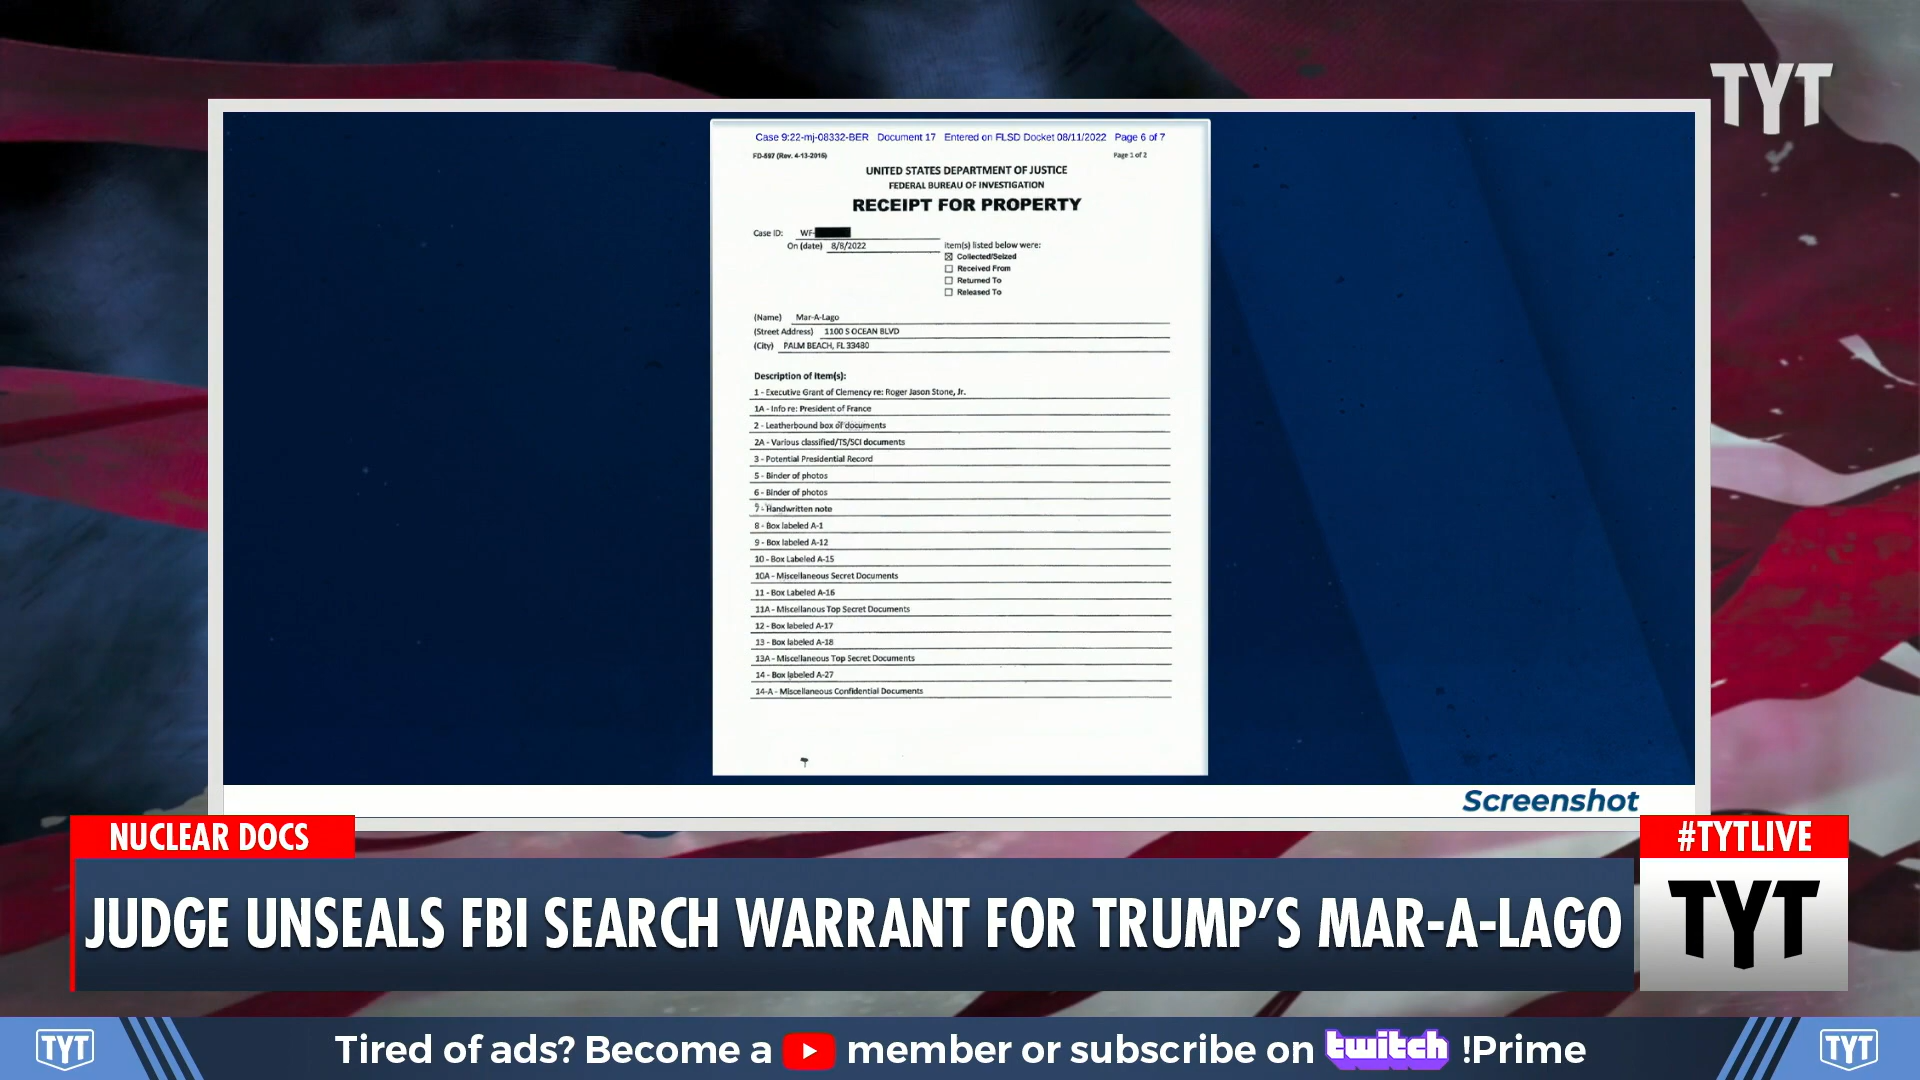 TYT
Case 9:22-mj-08332-BER Document 17 Entered on FLSD Docket 08/11/2022 Page 6 of 7
FD-597 (Rev. 4-13-2015) Page 1 of 2
UNITED STATES DEPARTMENT OF JUSTICE
FEDERAL BUREAU OF INVESTIGATION
RECEIPT FOR PROPERTY
Case ID: WF-
On (date) 8/8/2022
item(s) listed below were:
Collected/Seized
Received From
Returned To
Released To
(Name) Mar-A-Lago
(Street Address) 1100 S OCEAN BLVD
(City) PALM BEACH, FL 33480
Description of Item(s):
1 - Executive Grant of Clemency re: Roger Jason Stone, Jr.
1A - Info re: President of France
2 - Leatherbound box of documents
2A - Various classified/TS/SCI documents
3 - Potential Presidential Record
5 - Binder of photos
6 - Binder of photos
7 - Handwritten note
8 - Box labeled A-1
9 - Box labeled A-12
10 - Box Labeled A-15
10A - Miscellaneous Secret Documents
11 - Box Labeled A-16
11A - Miscellanous Top Secret Documents
12 - Box labeled A-17
13 - Box labeled A-18
13A - Miscellaneous Top Secret Documents
14 - Box labeled A-27
14-A - Miscellaneous Confidential Documents
Screenshot
NUCLEAR DOCS
#TYTLIVE
JUDGE UNSEALS FBI SEARCH WARRANT FOR TRUMP'S MAR-A-LAGO
TYT
TYT Tired of ads? Become a member or subscribe on twitch !Prime TYT